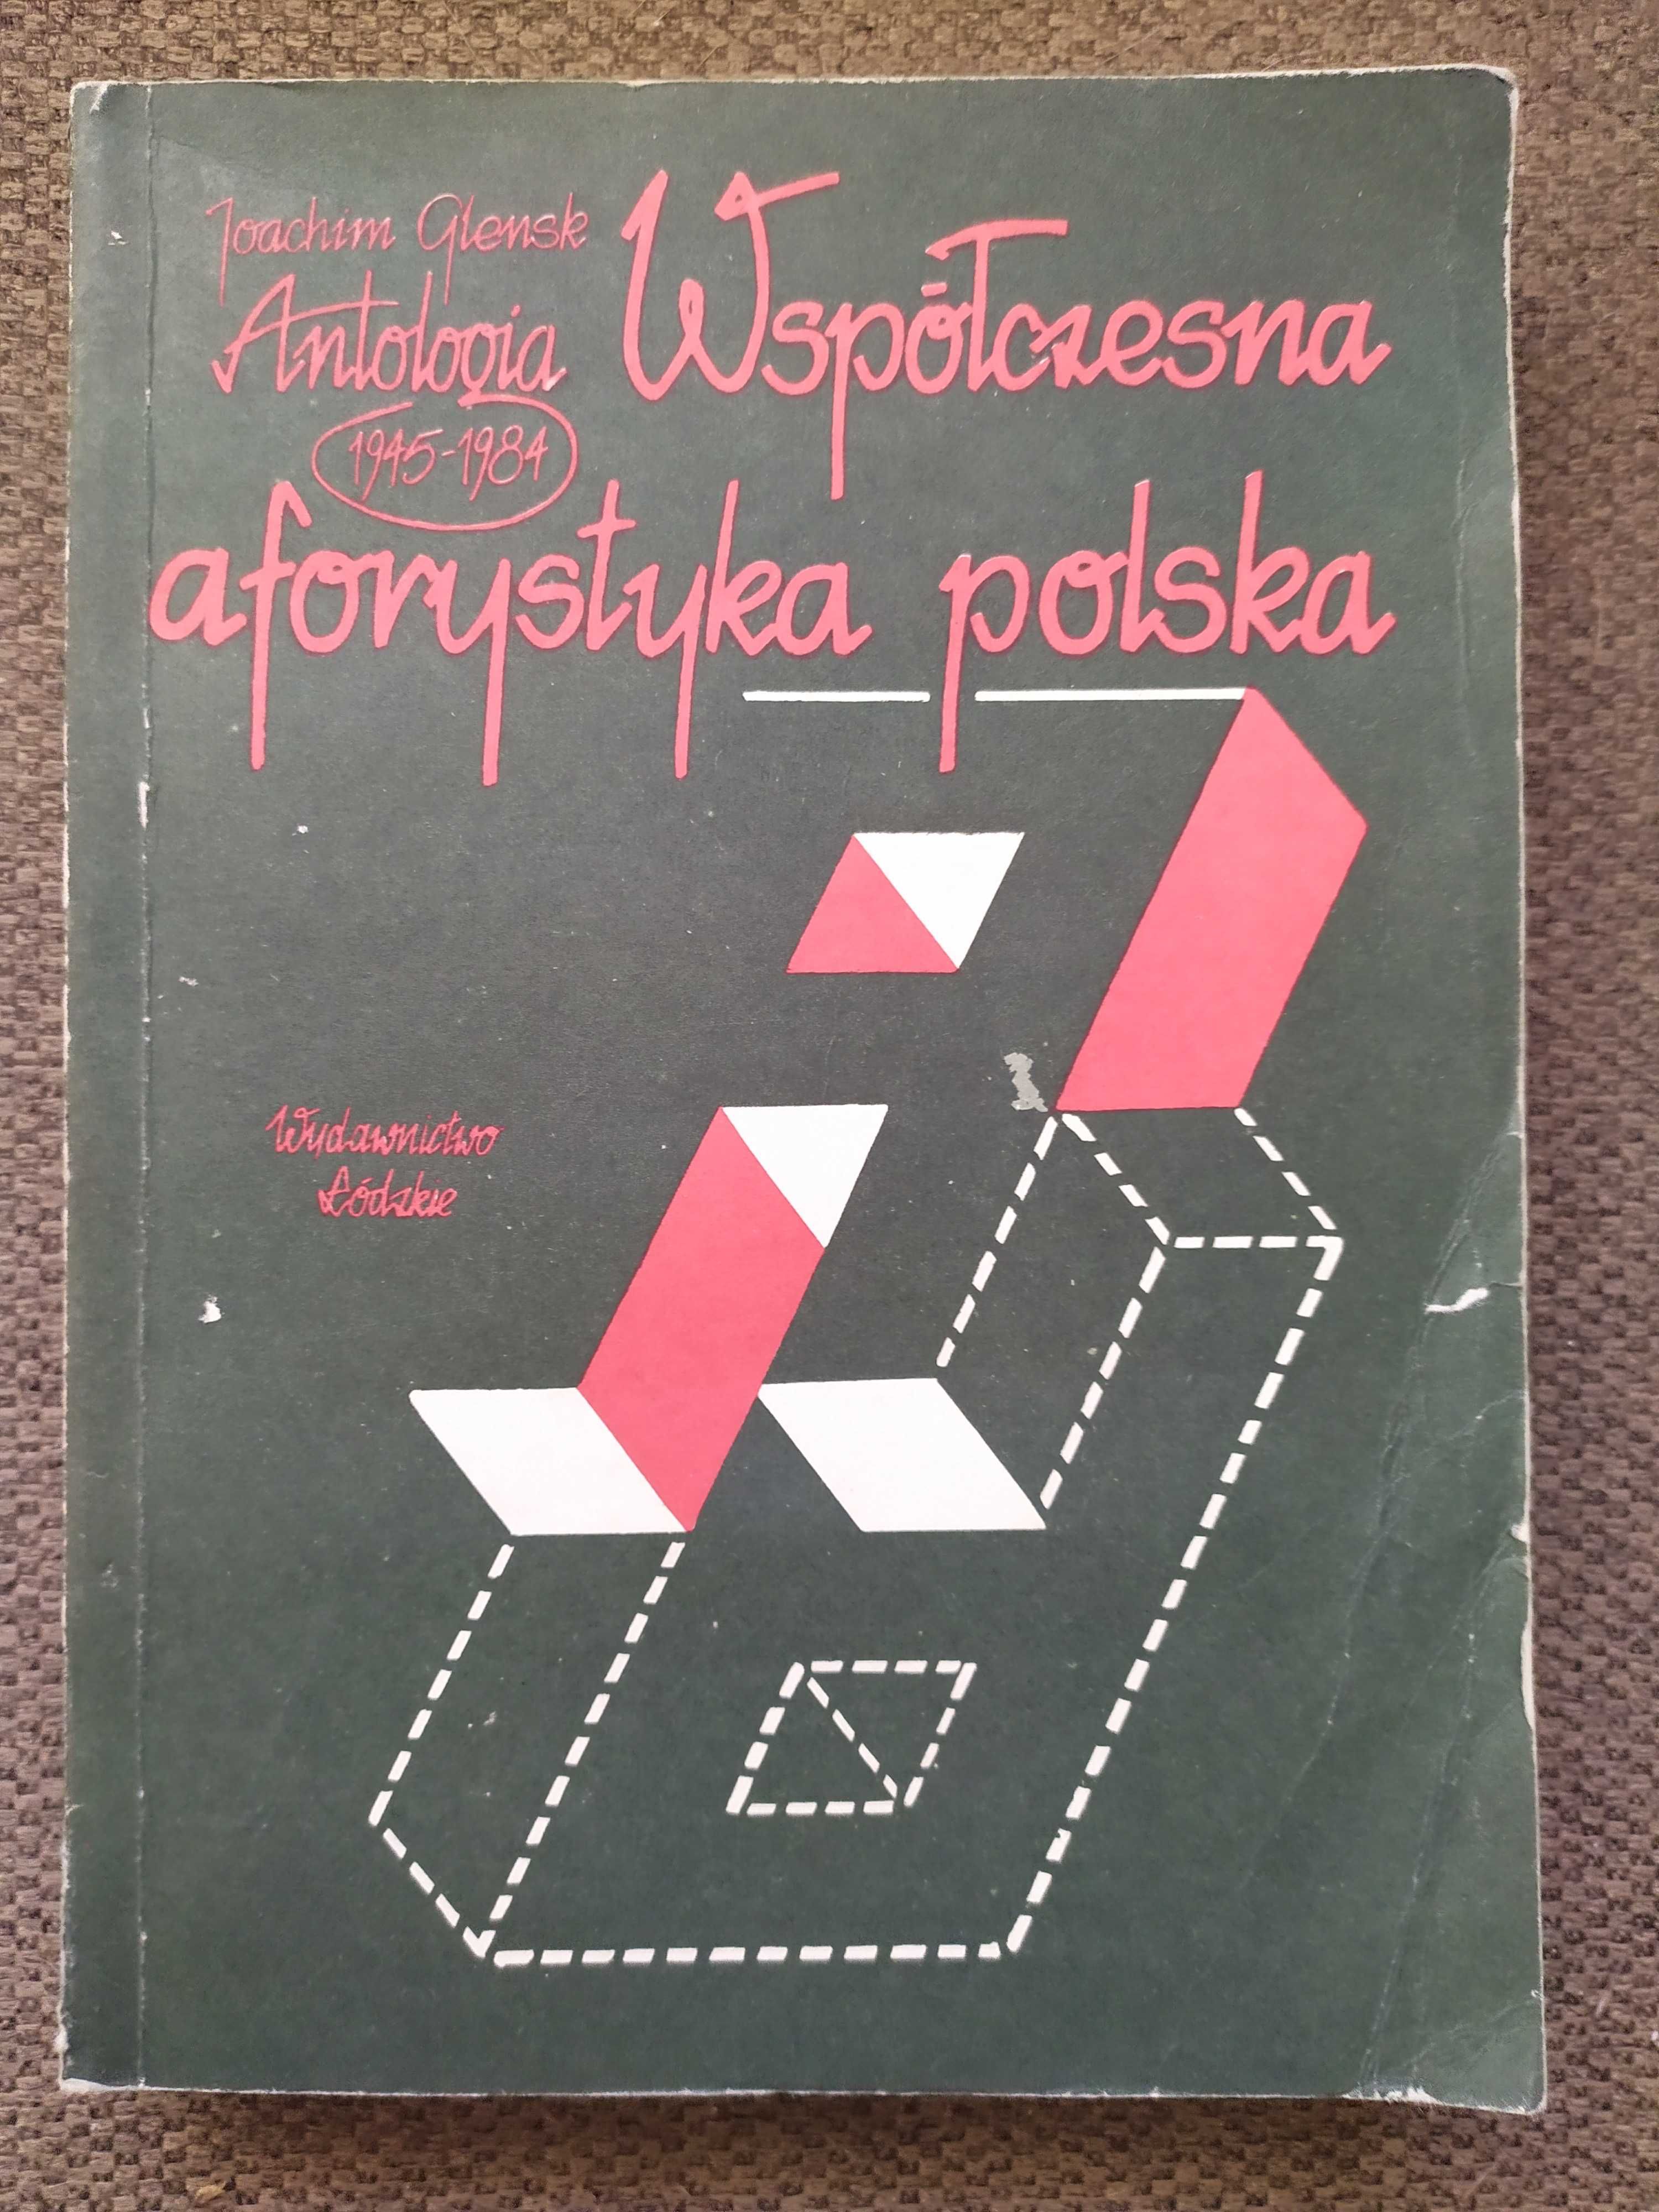 Joachim Glensk
Antologia
1945-1984
Współczesna
aforystyka polska
Wydawnictwo
Łódzkie